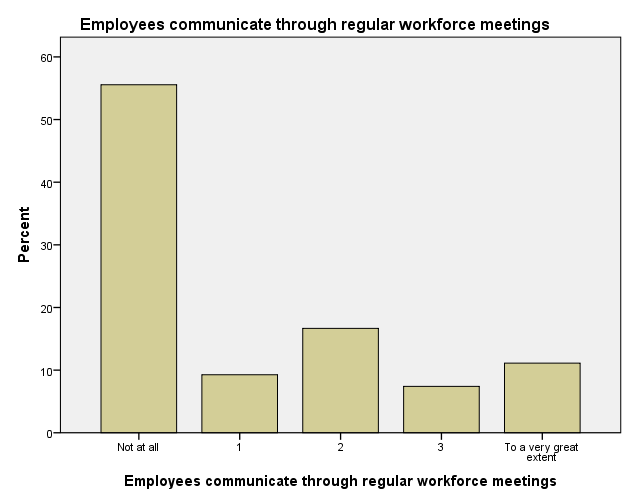 Employees communicate through regular workforce meetings
60
50
40
30
20
10
0
Percent
Not at all
1
2
3
To a very great
extent
Employees communicate through regular workforce meetings